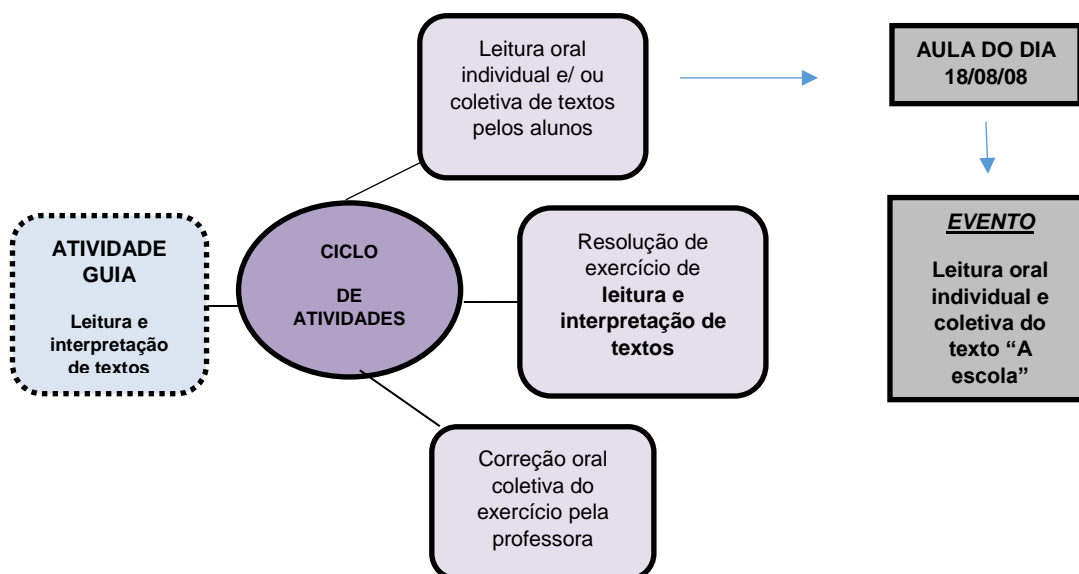 Leitura oral
individual e/ ou
coletiva de textos
pelos alunos
AULA DO DIA
18/08/08
ATIVIDADE
GUIA
Leitura e
interpretação
de textos
CICLO
DE
ATIVIDADES
Resolução de
exercício de
leitura e
interpretação de
textos
EVENTO
Leitura oral
individual e
coletiva do
texto “A
escola”
Correção oral
coletiva do
exercício pela
professora